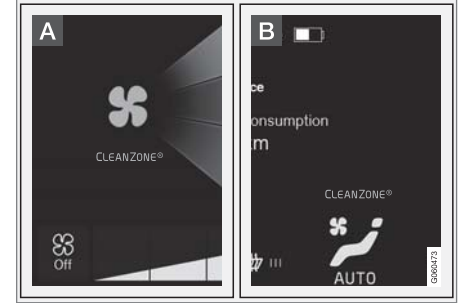 A
CLEANZONE®
Off
B
ce
onsumption
m
CLEANZONE®
AUTO
G060473